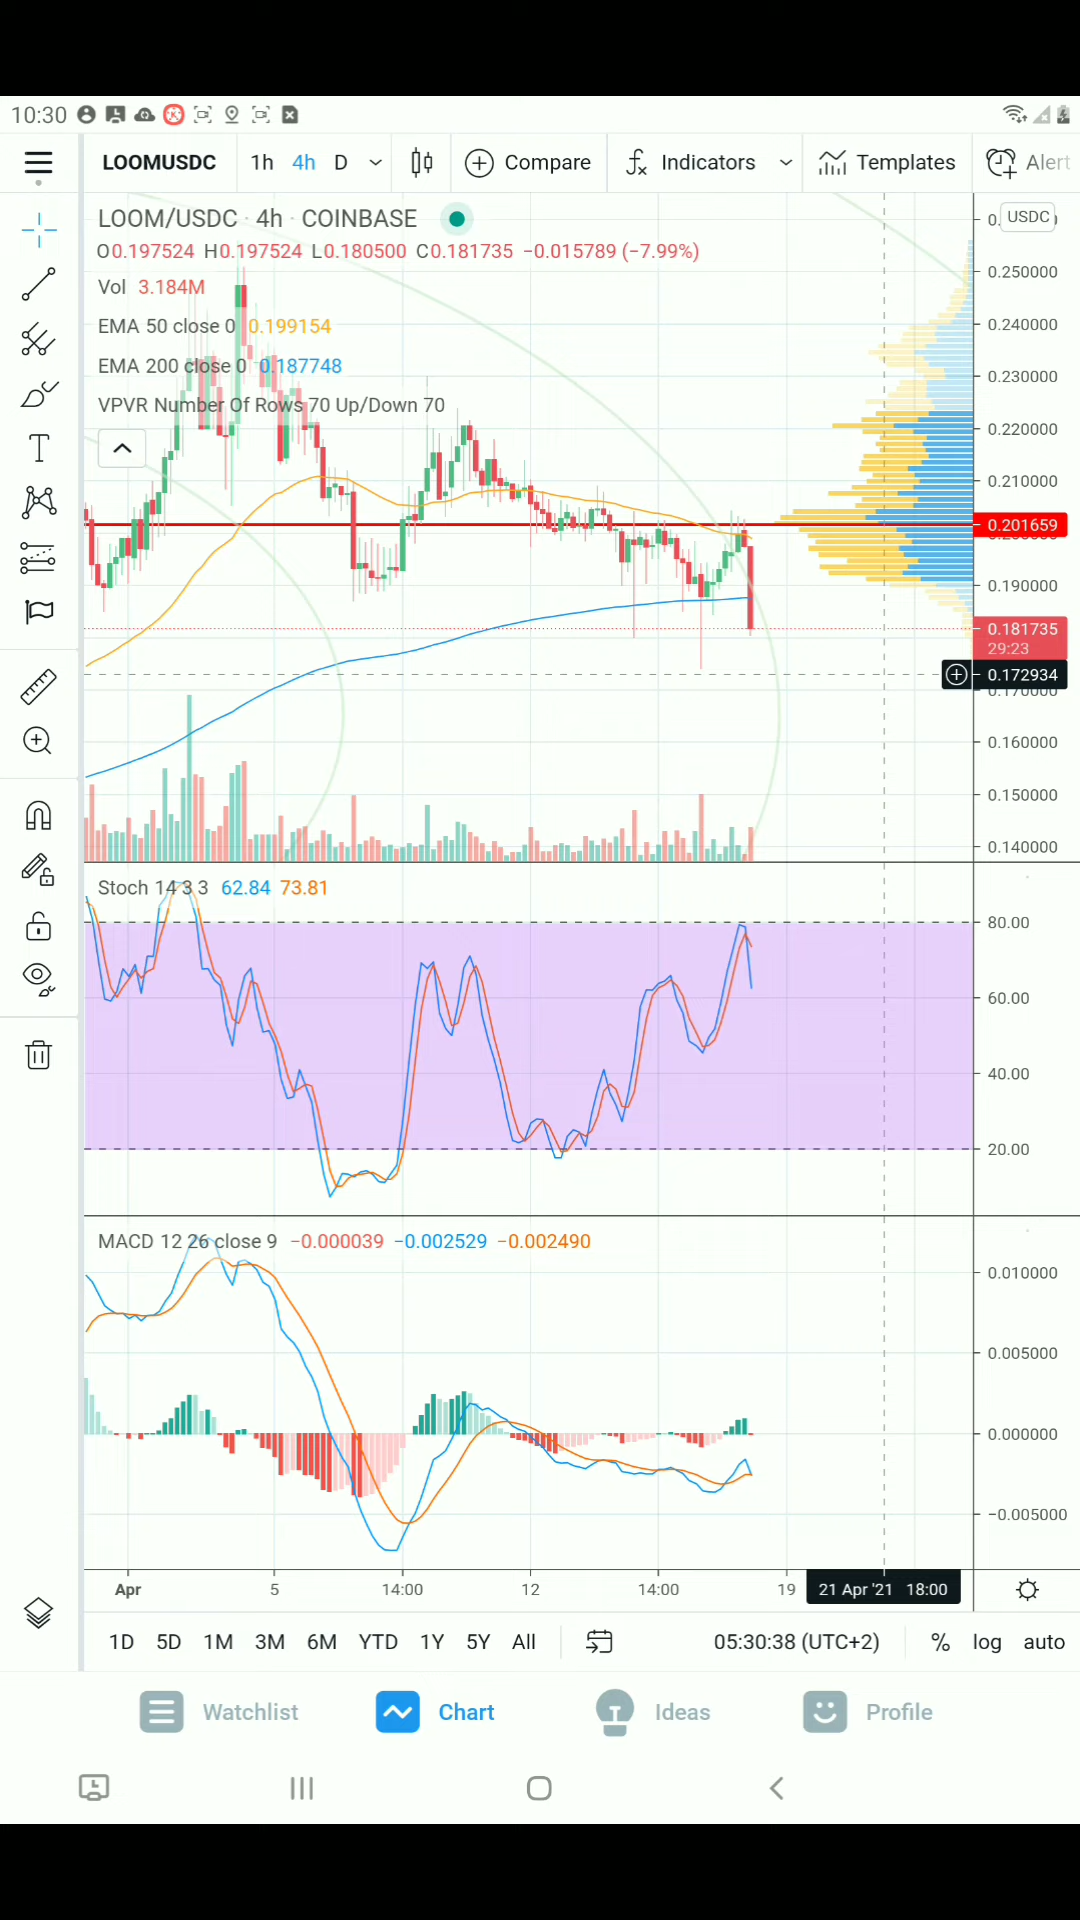 10:30
LOOMUSDC 1h 4h D Compare Indicators Templates Alert
LOOM/USDC · 4h · COINBASE
USDC
O0.197524 H0.197524 L0.180500 C0.181735 −0.015789 (−7.99%)
Vol 3.184M
EMA 50 close 0 0.199154
EMA 200 close 0 0.187748
VPVR Number Of Rows 70 Up/Down 70
0.250000
0.240000
0.230000
0.220000
0.210000
0.201659
0.190000
0.181735
29:23
0.172934
0.170000
0.160000
0.150000
0.140000
Stoch 14 3 3 62.84 73.81
80.00
60.00
40.00
20.00
MACD 12 26 close 9 −0.000039 −0.002529 −0.002490
0.010000
0.005000
0.000000
−0.005000
Apr 5 14:00 12 14:00 19 21 Apr '21 18:00
1D 5D 1M 3M 6M YTD 1Y 5Y All 05:30:38 (UTC+2) % log auto
Watchlist Chart Ideas Profile